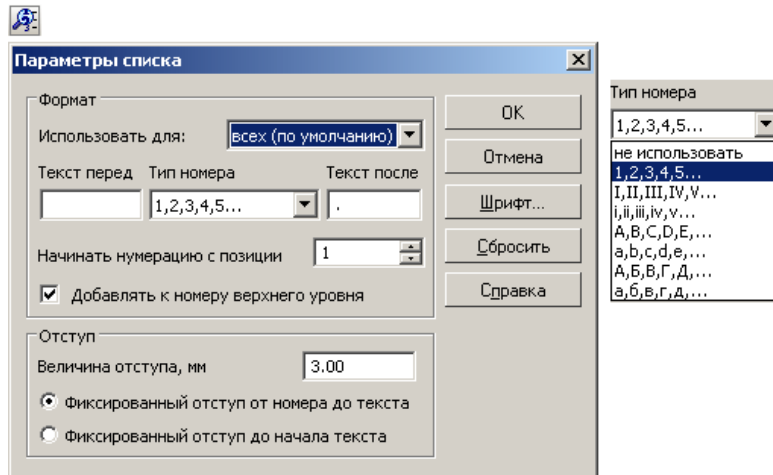 Параметры списка
Формат
Использовать для: всех (по умолчанию)
Текст перед Тип номера Текст после
1,2,3,4,5... .
Начинать нумерацию с позиции 1
Добавлять к номеру верхнего уровня
Отступ
Величина отступа, мм 3.00
Фиксированный отступ от номера до текста
Фиксированный отступ до начала текста
OK
Отмена
Шрифт...
Сбросить
Справка
Тип номера
1,2,3,4,5...
не использовать
1,2,3,4,5...
I,II,III,IV,V...
i,ii,iii,iv,v...
A,B,C,D,E,...
a,b,c,d,e,...
А,Б,В,Г,Д,...
а,б,в,г,д,...